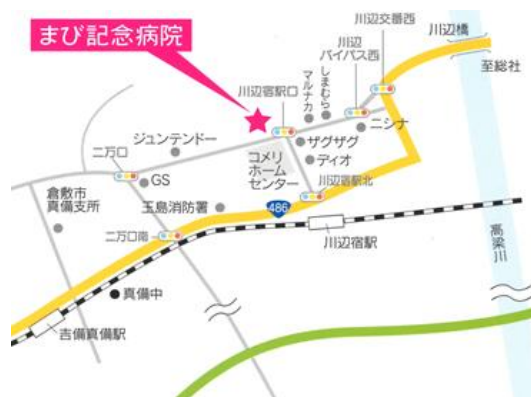 まび記念病院
川辺交番西
川辺橋
川辺
バイパス西
至総社
しまむら
マルナカ
川辺宿駅口
ニシナ
ジュンテンドー
ザグザグ
コメリ
ホーム
センター
ディオ
二万口
GS
川辺宿駅北
倉敷市
真備支所
玉島消防署
486
二万口南
川辺宿駅
高梁川
真備中
吉備真備駅